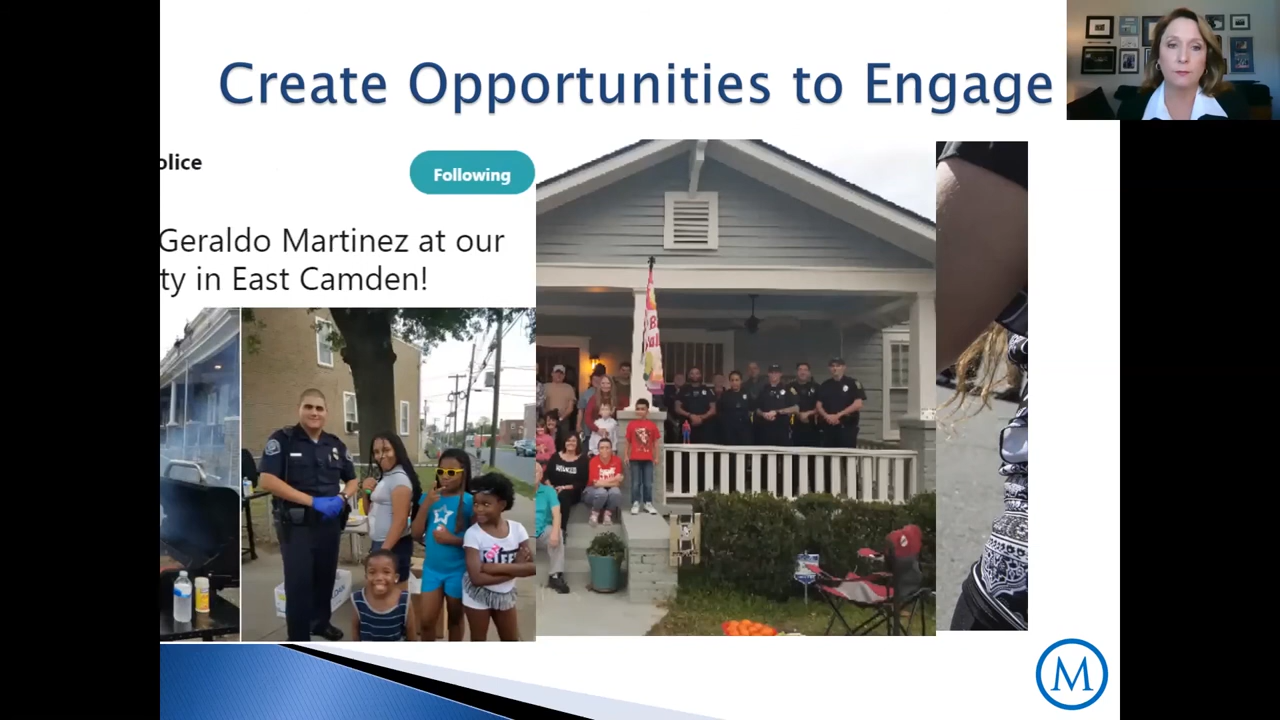 Create Opportunities to Engage
olice
Following
Geraldo Martinez at our
ty in East Camden!
M